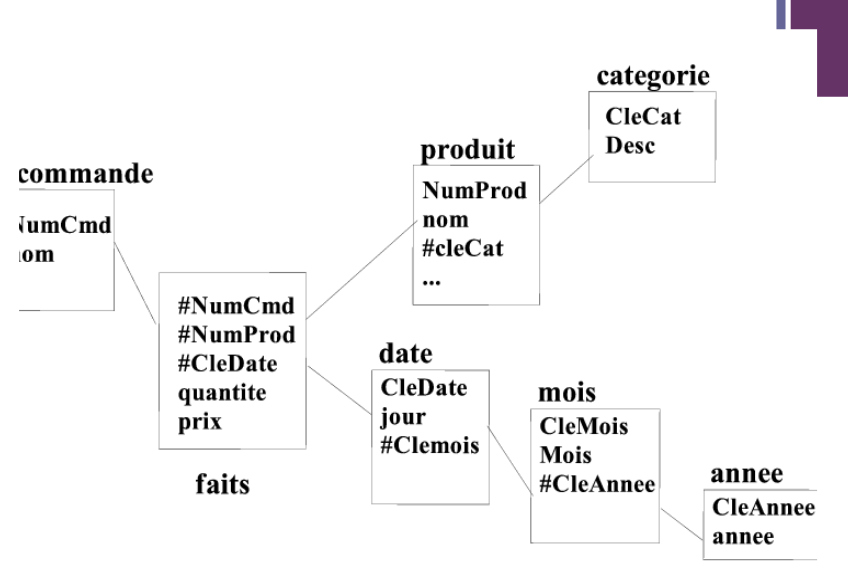 categorie
CleCat
Desc
produit
NumProd
nom
#cleCat
...
commande
NumCmd
nom
#NumCmd
#NumProd
#CleDate
quantite
prix
faits
date
CleDate
jour
#Clemois
mois
CleMois
Mois
#CleAnnee
annee
CleAnnee
annee